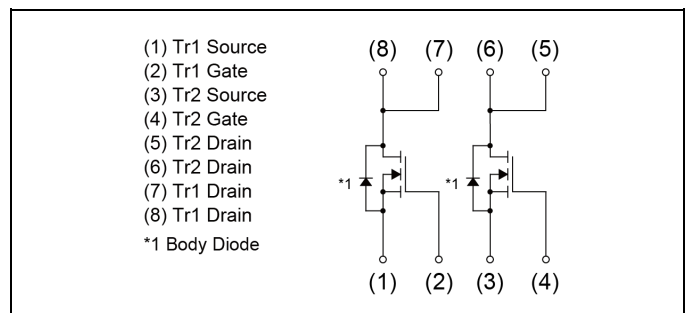 (1) Tr1 Source
(2) Tr1 Gate
(3) Tr2 Source
(4) Tr2 Gate
(5) Tr2 Drain
(6) Tr2 Drain
(7) Tr1 Drain
(8) Tr1 Drain
*1 Body Diode
(8) (7) (6) (5)
*1 *1
(1) (2) (3) (4)